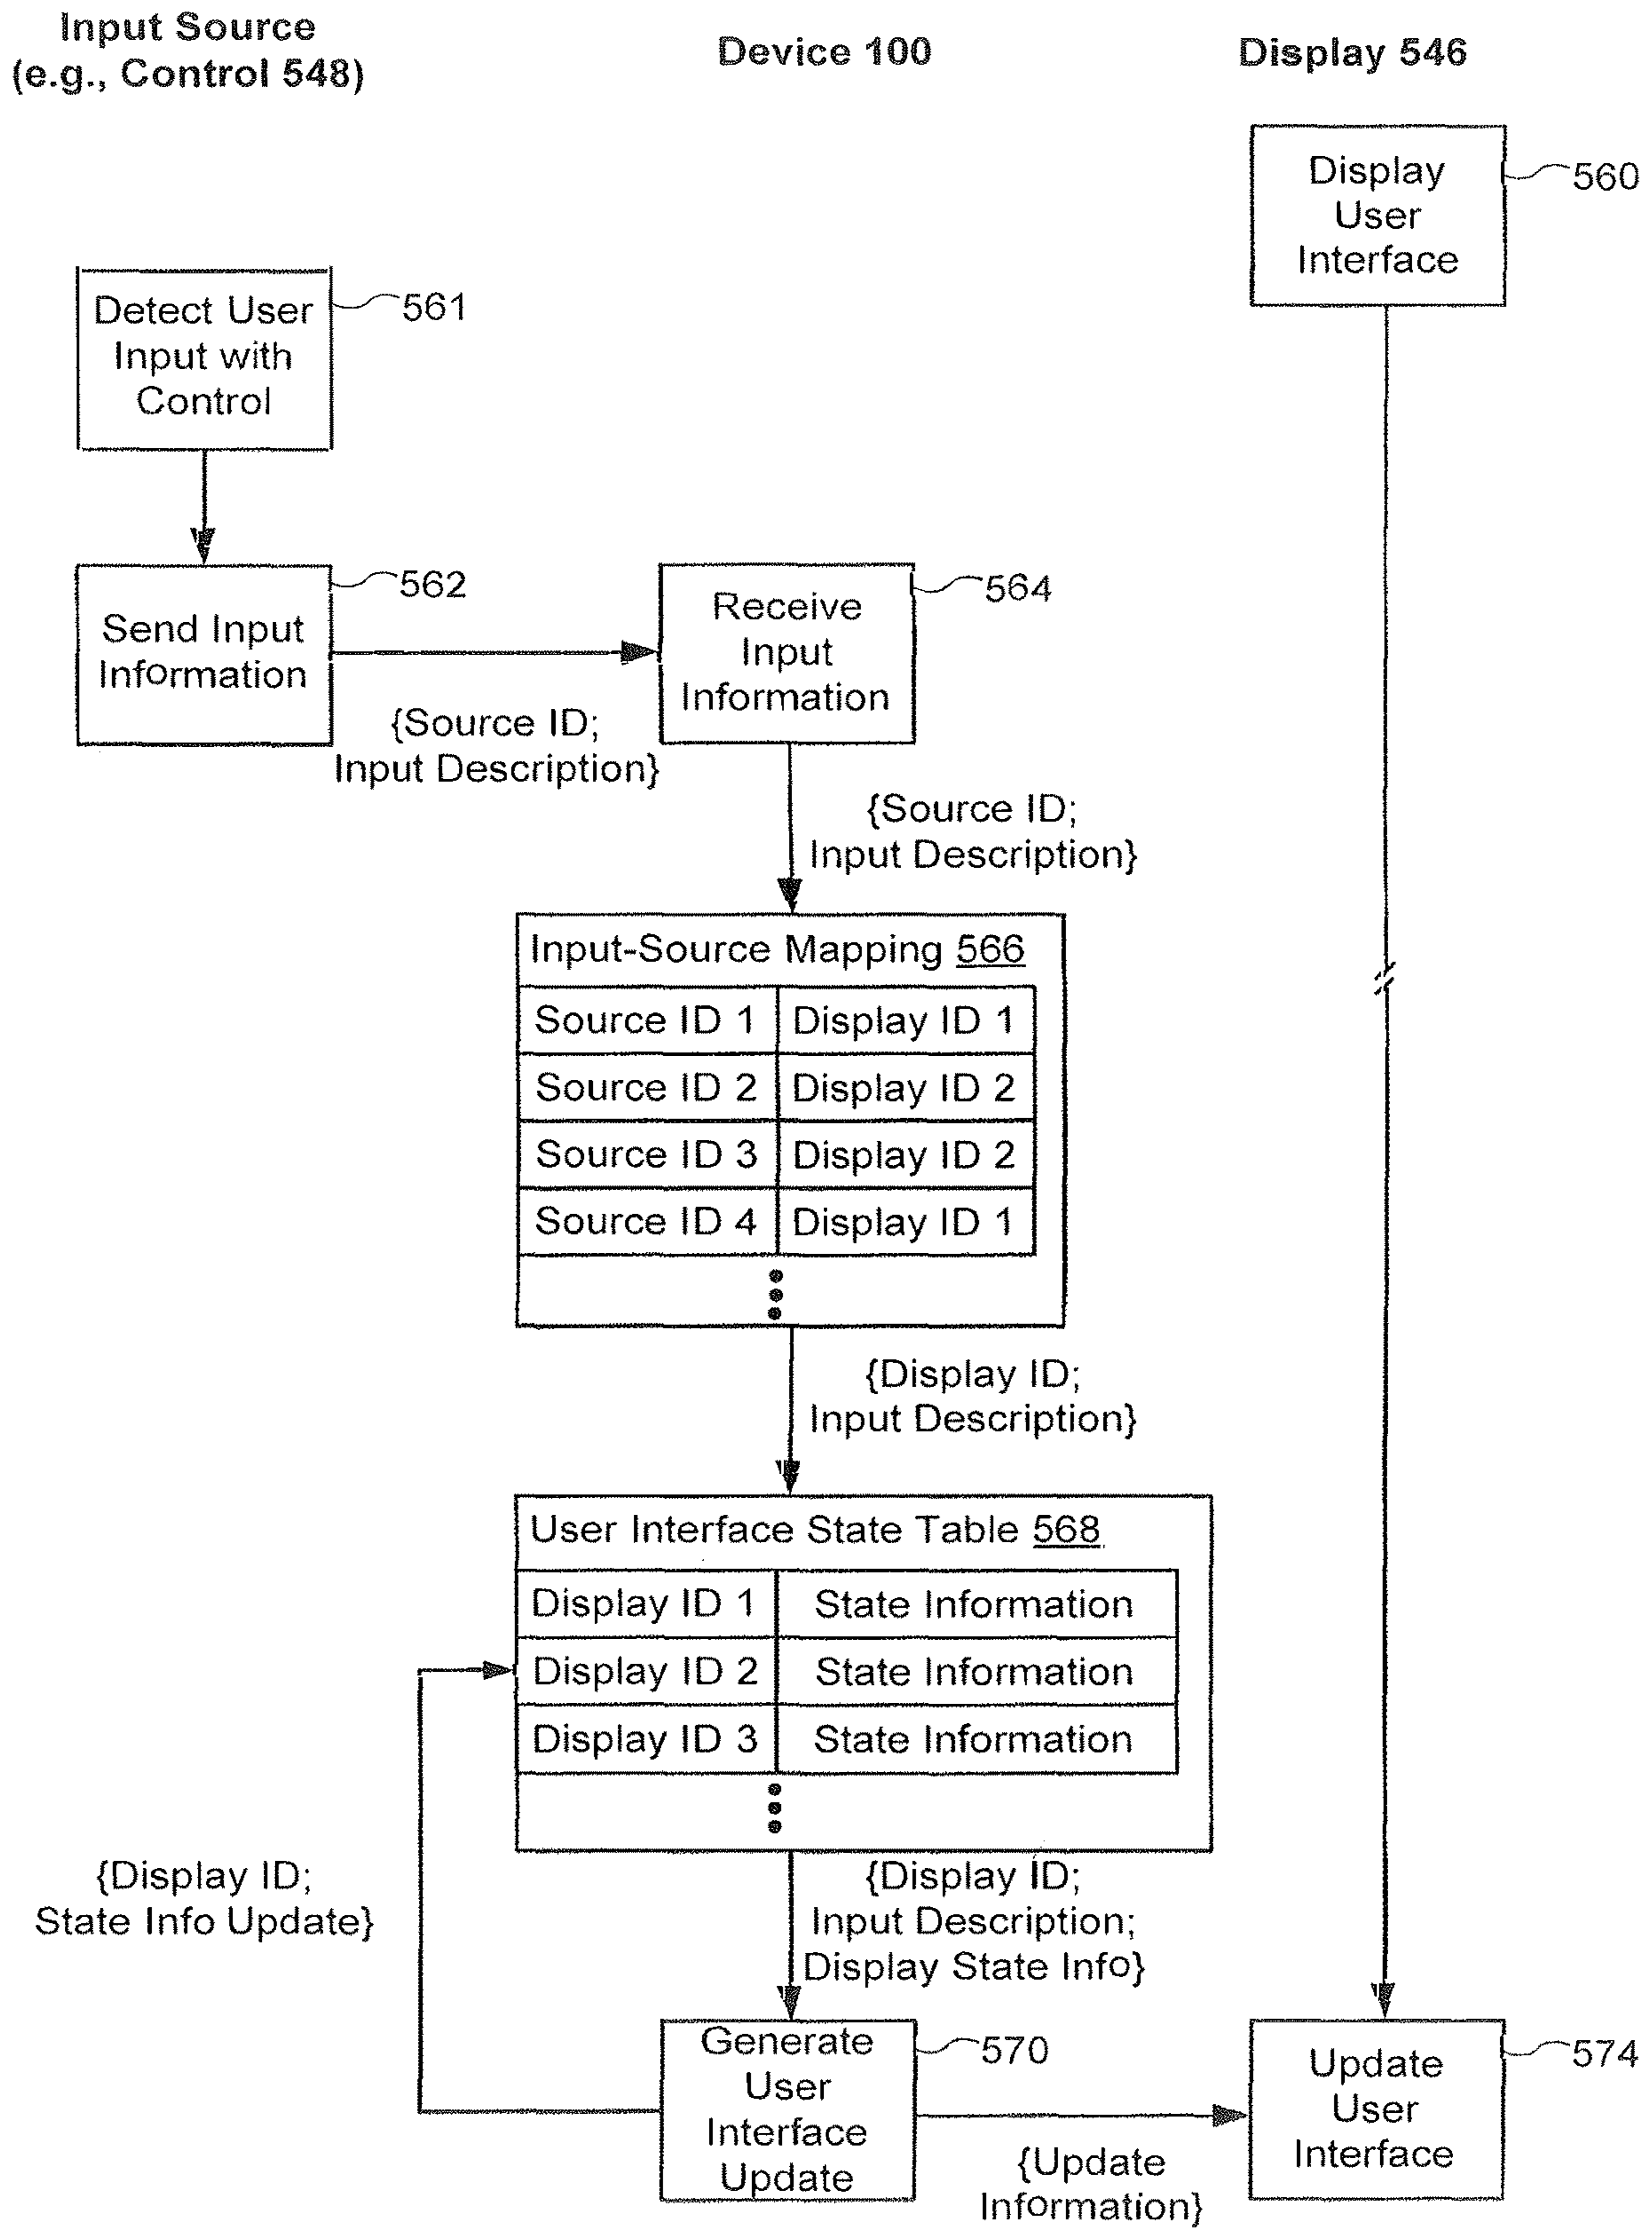 Input Source
(e.g., Control 548)
Device 100
Display 546
Display
User
Interface
560
Detect User
Input with
Control
561
Send Input
Information
562
{Source ID;
Input Description}
Receive
Input
Information
564
{Source ID;
Input Description}
Input-Source Mapping 566
Source ID 1 Display ID 1
Source ID 2 Display ID 2
Source ID 3 Display ID 2
Source ID 4 Display ID 1
{Display ID;
Input Description}
User Interface State Table 568
Display ID 1 State Information
Display ID 2 State Information
Display ID 3 State Information
{Display ID;
State Info Update}
{Display ID;
Input Description;
Display State Info}
Generate
User
Interface
Update
570
{Update
Information}
Update
User
Interface
574